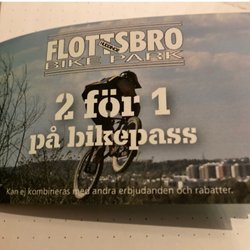 FLOTTSBRO
BIKE PARK
2 för 1
på bikepass
Kan ej kombineras med andra erbjudanden och rabatter.